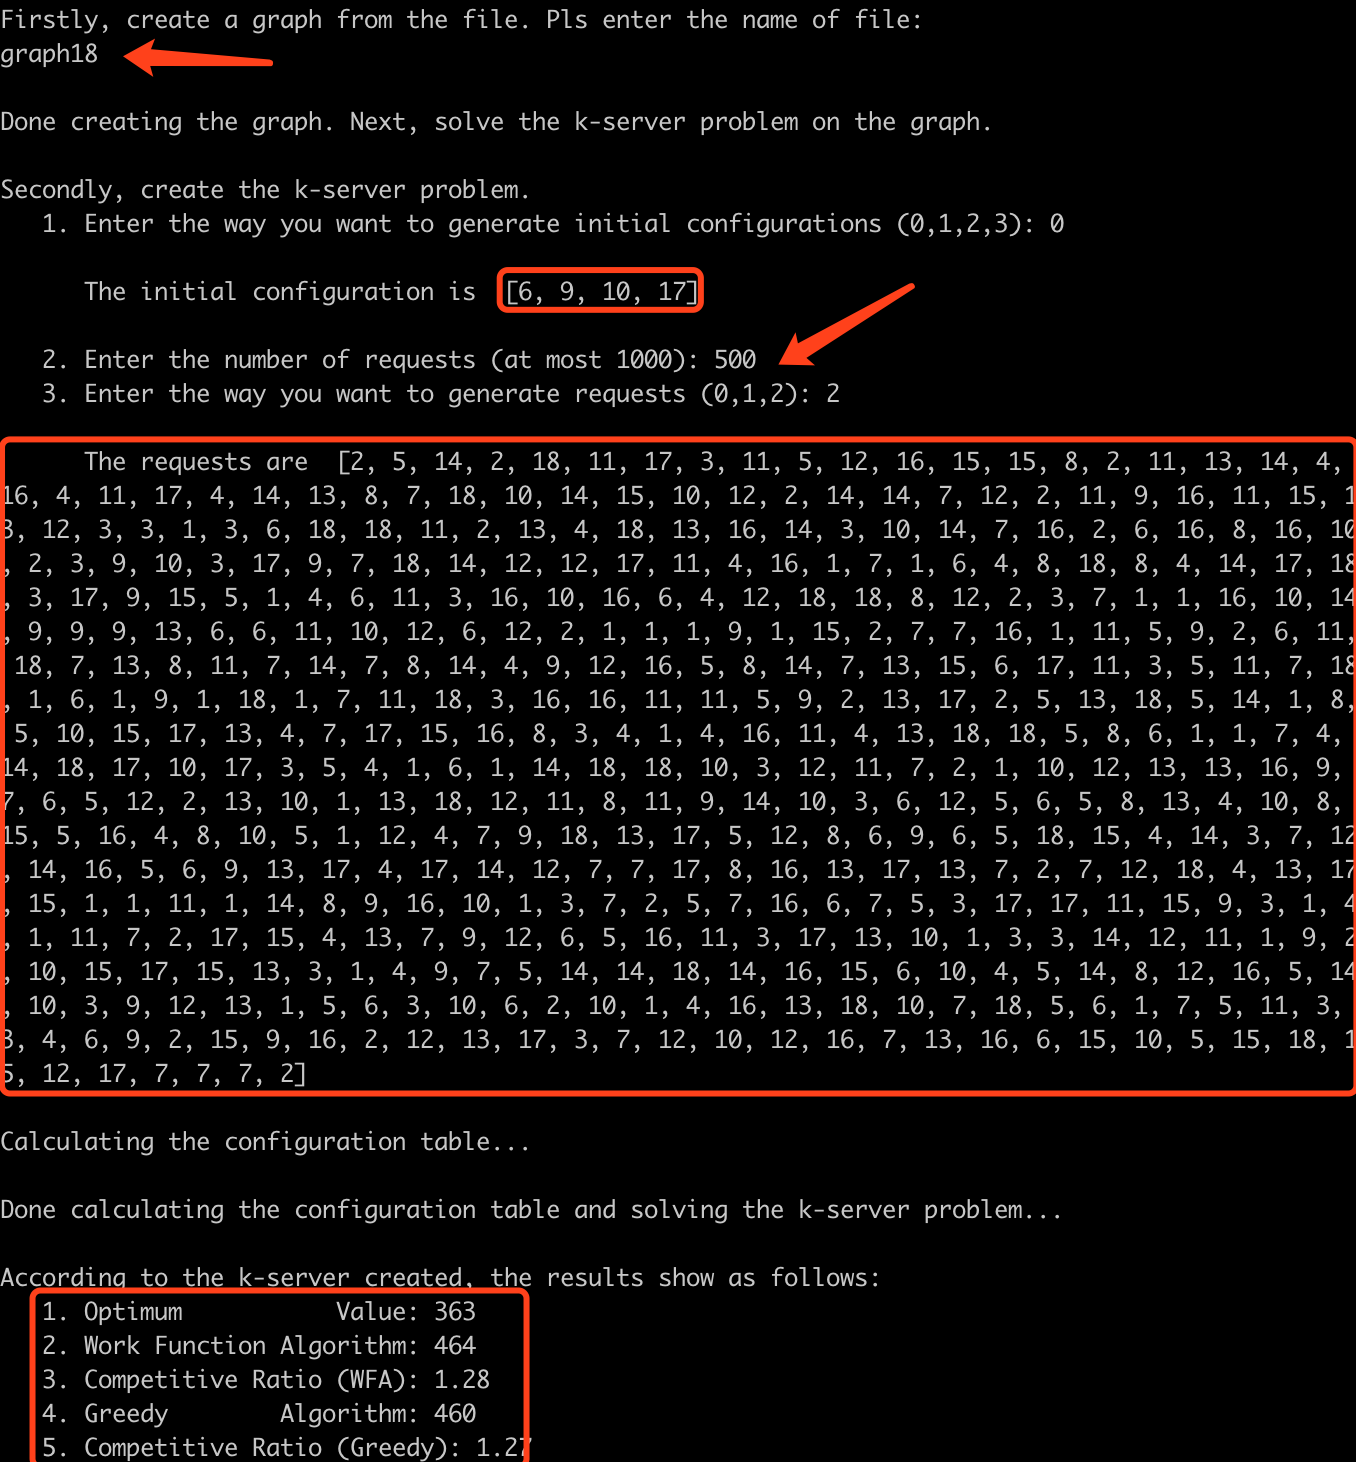 Firstly, create a graph from the file. Pls enter the name of file:
graph18
Done creating the graph. Next, solve the k-server problem on the graph.
Secondly, create the k-server problem.
1. Enter the way you want to generate initial configurations (0,1,2,3): 0
The initial configuration is [6, 9, 10, 17]
2. Enter the number of requests (at most 1000): 500
3. Enter the way you want to generate requests (0,1,2): 2
The requests are [2, 5, 14, 2, 18, 11, 17, 3, 11, 5, 12, 16, 15, 15, 8, 2, 11, 13, 14, 4,
16, 4, 11, 17, 4, 14, 13, 8, 7, 18, 10, 14, 15, 10, 12, 2, 14, 14, 7, 12, 2, 11, 9, 16, 11, 15, 1
3, 12, 3, 3, 1, 3, 6, 18, 18, 11, 2, 13, 4, 18, 13, 16, 14, 3, 10, 14, 7, 16, 2, 6, 16, 8, 16, 10
, 2, 3, 9, 10, 3, 17, 9, 7, 18, 14, 12, 12, 17, 11, 4, 16, 1, 7, 1, 6, 4, 8, 18, 8, 4, 14, 17, 18
, 3, 17, 9, 15, 5, 1, 4, 6, 11, 3, 16, 10, 16, 6, 4, 12, 18, 18, 8, 12, 2, 3, 7, 1, 1, 16, 10, 14
, 9, 9, 9, 13, 6, 6, 11, 10, 12, 6, 12, 2, 1, 1, 1, 9, 1, 15, 2, 7, 7, 16, 1, 11, 5, 9, 2, 6, 11,
18, 7, 13, 8, 11, 7, 14, 7, 8, 14, 4, 9, 12, 16, 5, 8, 14, 7, 13, 15, 6, 17, 11, 3, 5, 11, 7, 18
, 1, 6, 1, 9, 1, 18, 1, 7, 11, 18, 3, 16, 16, 11, 11, 5, 9, 2, 13, 17, 2, 5, 13, 18, 5, 14, 1, 8,
5, 10, 15, 17, 13, 4, 7, 17, 15, 16, 8, 3, 4, 1, 4, 16, 11, 4, 13, 18, 18, 5, 8, 6, 1, 1, 7, 4,
14, 18, 17, 10, 17, 3, 5, 4, 1, 6, 1, 14, 18, 18, 10, 3, 12, 11, 7, 2, 1, 10, 12, 13, 13, 16, 9,
7, 6, 5, 12, 2, 13, 10, 1, 13, 18, 12, 11, 8, 11, 9, 14, 10, 3, 6, 12, 5, 6, 5, 8, 13, 4, 10, 8,
15, 5, 16, 4, 8, 10, 5, 1, 12, 4, 7, 9, 18, 13, 17, 5, 12, 8, 6, 9, 6, 5, 18, 15, 4, 14, 3, 7, 12
, 14, 16, 5, 6, 9, 13, 17, 4, 17, 14, 12, 7, 7, 17, 8, 16, 13, 17, 13, 7, 2, 7, 12, 18, 4, 13, 17
, 15, 1, 1, 11, 1, 14, 8, 9, 16, 10, 1, 3, 7, 2, 5, 7, 16, 6, 7, 5, 3, 17, 17, 11, 15, 9, 3, 1, 4
, 1, 11, 7, 2, 17, 15, 4, 13, 7, 9, 12, 6, 5, 16, 11, 3, 17, 13, 10, 1, 3, 3, 14, 12, 11, 1, 9, 2
, 10, 15, 17, 15, 13, 3, 1, 4, 9, 7, 5, 14, 14, 18, 14, 16, 15, 6, 10, 4, 5, 14, 8, 12, 16, 5, 14
, 10, 3, 9, 12, 13, 1, 5, 6, 3, 10, 6, 2, 10, 1, 4, 16, 13, 18, 10, 7, 18, 5, 6, 1, 7, 5, 11, 3,
3, 4, 6, 9, 2, 15, 9, 16, 2, 12, 13, 17, 3, 7, 12, 10, 12, 16, 7, 13, 16, 6, 15, 10, 5, 15, 18, 1
5, 12, 17, 7, 7, 7, 2]
Calculating the configuration table...
Done calculating the configuration table and solving the k-server problem...
According to the k-server created, the results show as follows:
1. Optimum Value: 363
2. Work Function Algorithm: 464
3. Competitive Ratio (WFA): 1.28
4. Greedy Algorithm: 460
5. Competitive Ratio (Greedy): 1.27